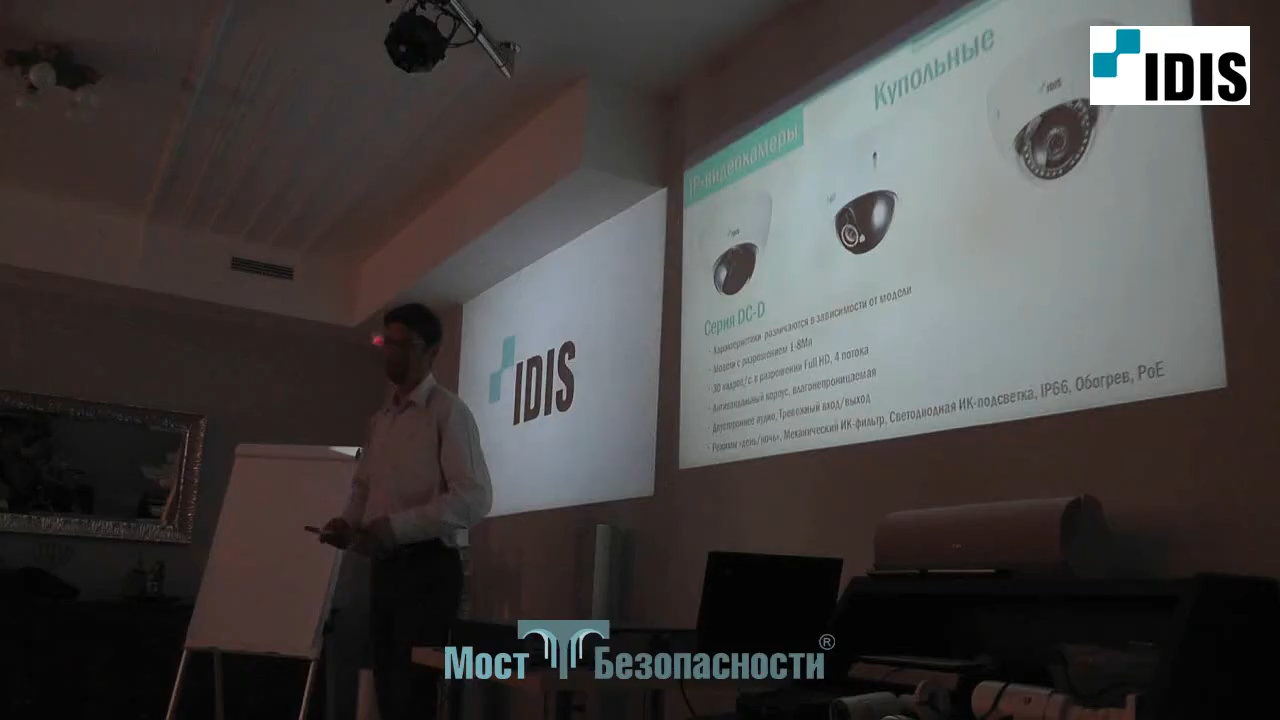 IDIS
Купольные
IP-видеокамеры
IDIS
Серия DC-D
- Характеристики различаются в зависимости от модели
- Модели с разрешением 1-8Мп
- 30 кадров/с в разрешении Full HD, 4 потока
- Антивандальный корпус, влагонепроницаемая
- Двустороннее аудио, Тревожный вход/выход
- Режимы «день/ночь», Механический ИК-фильтр, Светодиодная ИК-подсветка, IP66, Обогрев, PoE
IDIS
Мост Безопасности®